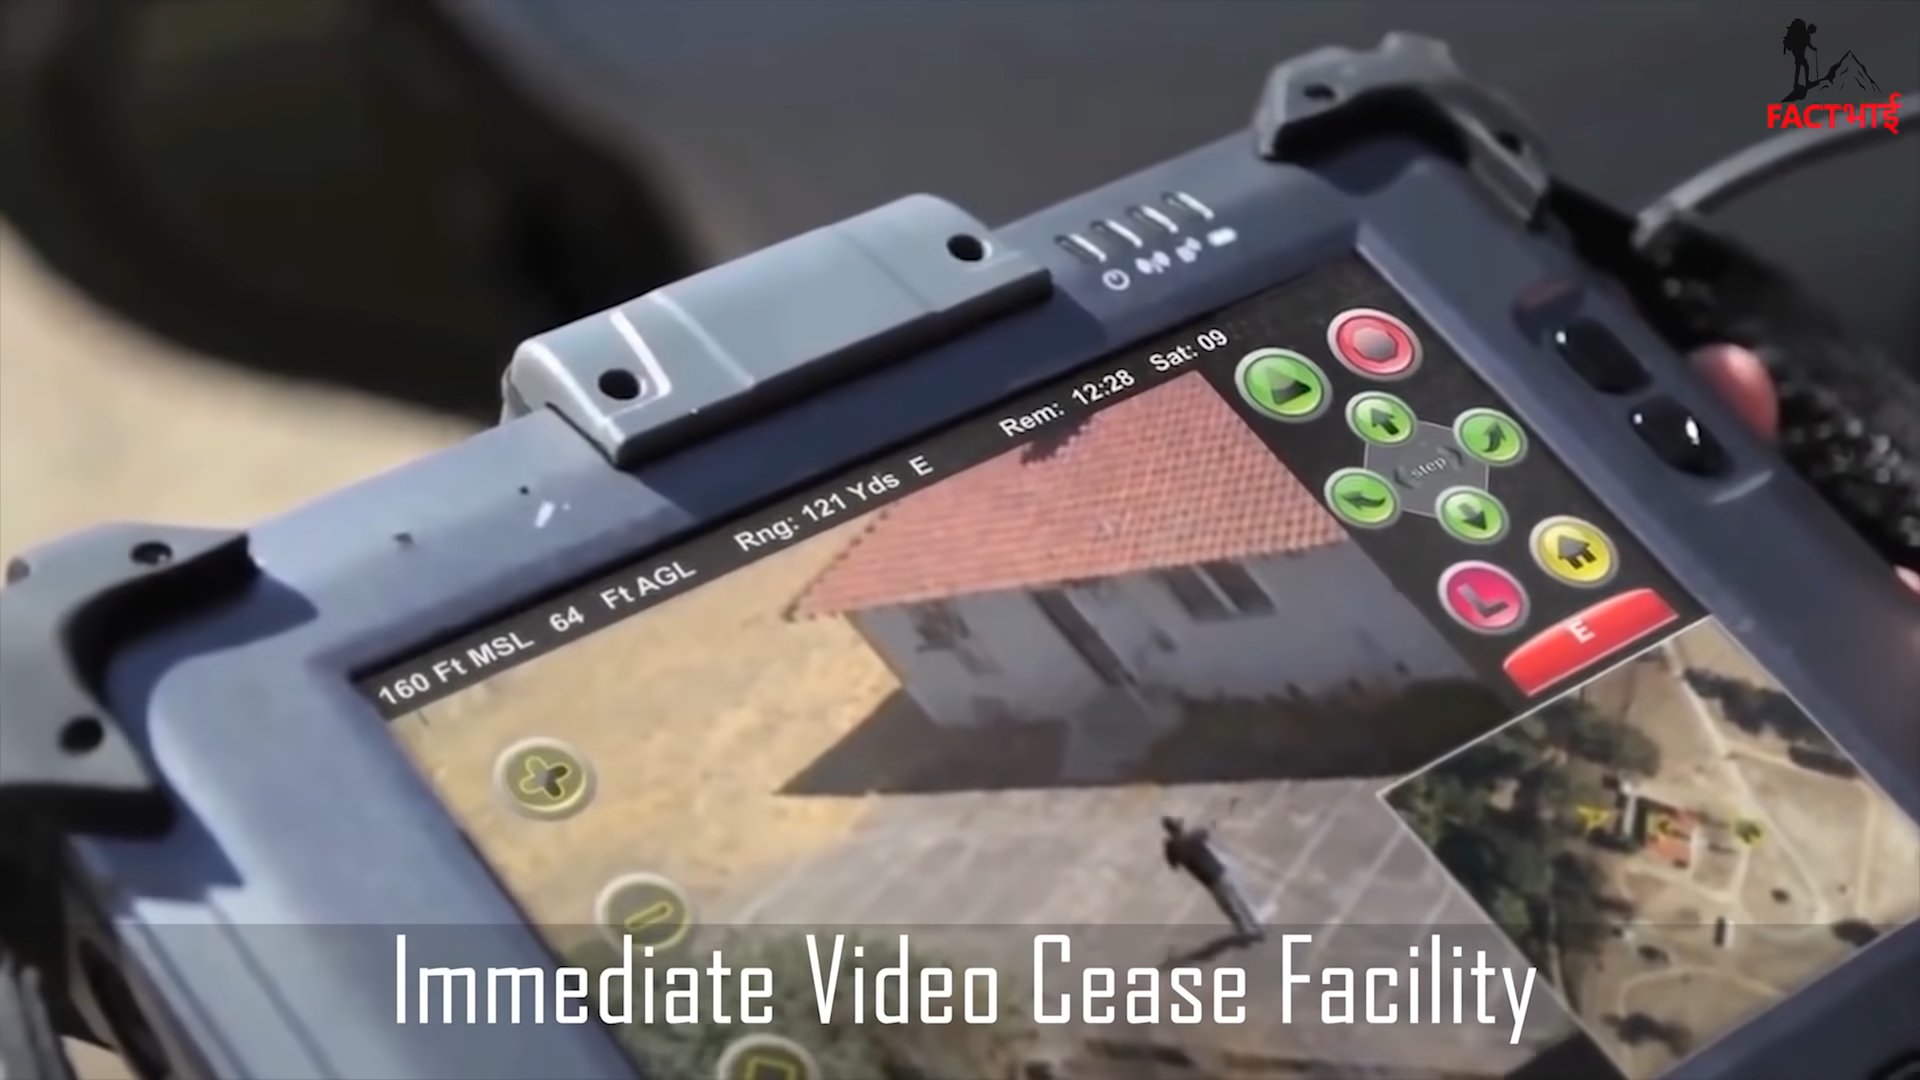 FACTभाई
160 Ft MSL 64 Ft AGL Rng: 121 Yds E Rem: 12:28 Sat: 09
step
L
E
Immediate Video Cease Facility